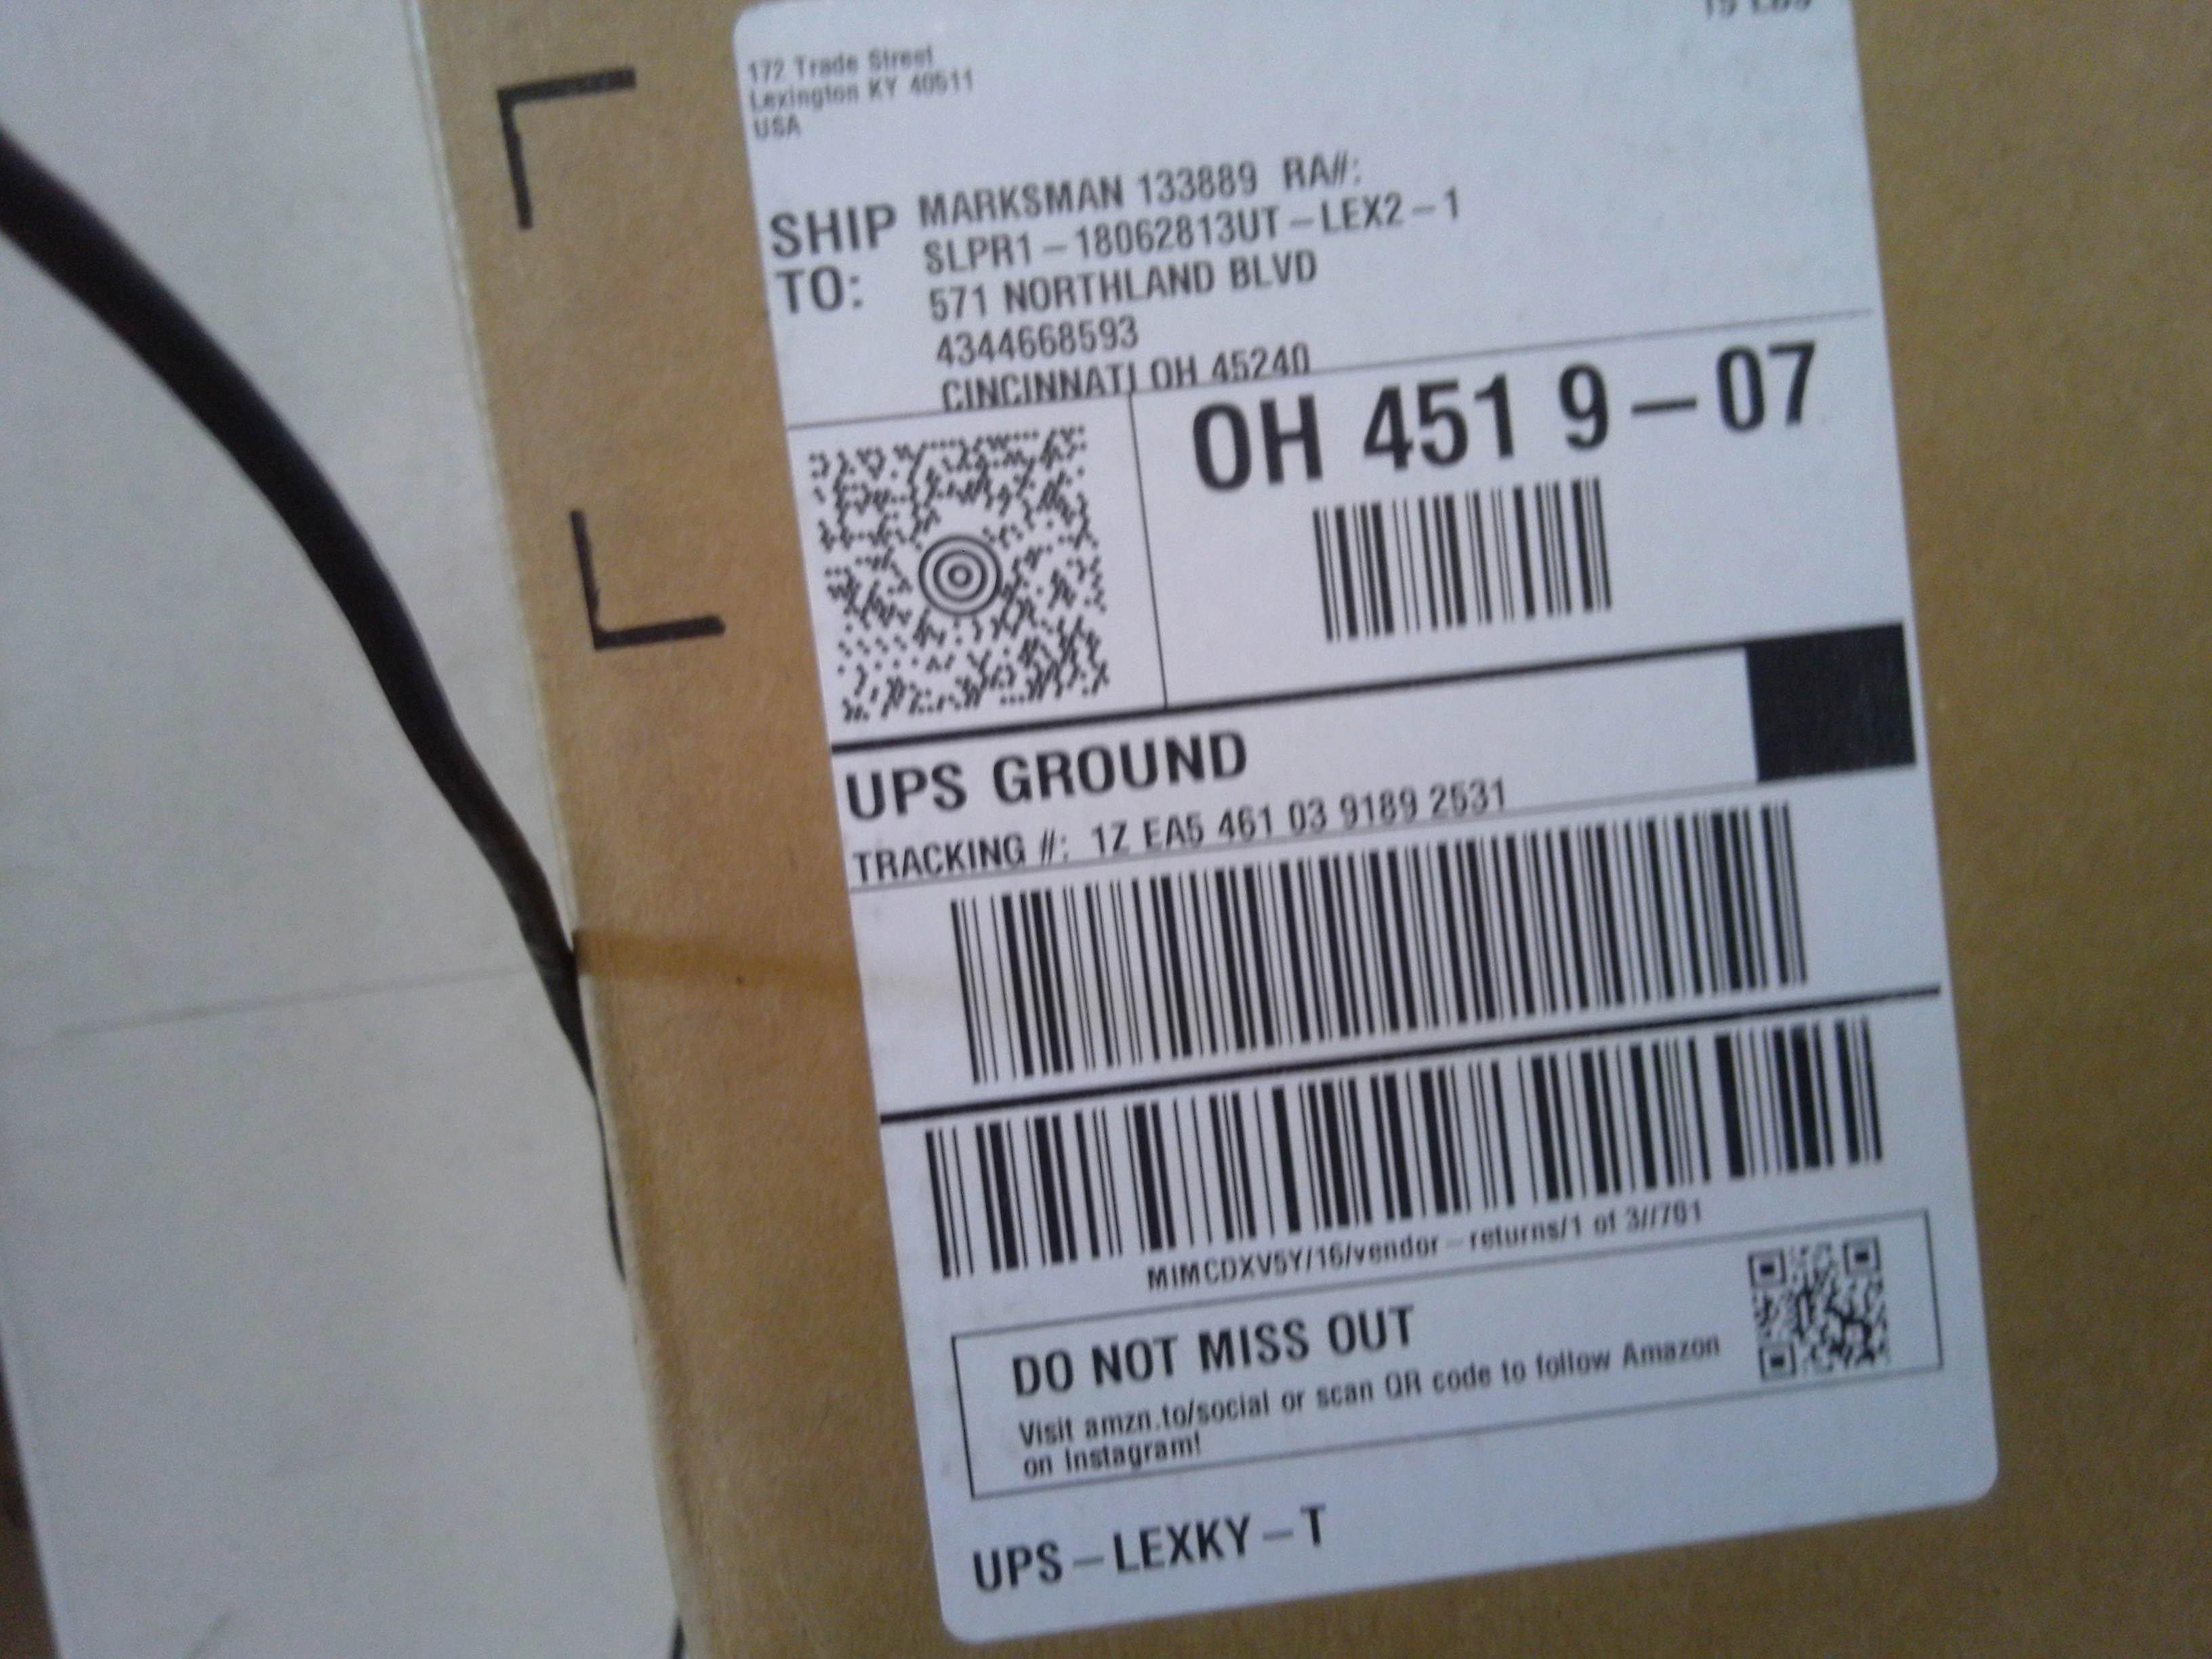 172 Trade Street
Lexington KY 40511
USA
SHIP TO:
MARKSMAN 133889 RA#:
SLPR1-18062813UT-LEX2-1
571 NORTHLAND BLVD
4344668593
CINCINNATI OH 45240
OH 451 9-07
UPS GROUND
TRACKING #: 1Z EA5 461 03 9189 2531
MIMCDXV5Y/16/vendor-returns/1 of 3//761
DO NOT MISS OUT
Visit amzn.to/social or scan QR code to follow Amazon
on Instagram!
UPS-LEXKY-T